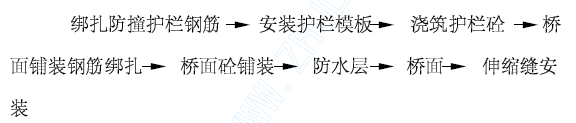 绑扎防撞护栏钢筋→安装护栏模板→浇筑护栏砼→桥
面铺装钢筋绑扎→桥面砼铺装→防水层→桥面→伸缩缝安
装